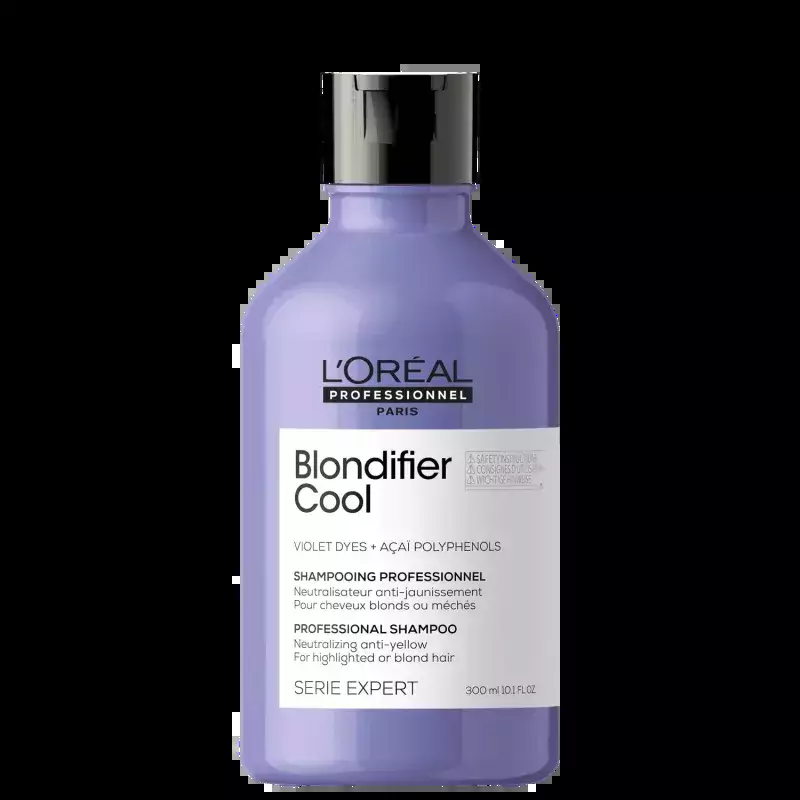 L'ORÉAL
PROFESSIONNEL
PARIS
Blondifier
Cool
VIOLET DYES + AÇAÏ POLYPHENOLS
SHAMPOOING PROFESSIONNEL
Neutralisateur anti-jaunissement
Pour cheveux blonds ou méchés
PROFESSIONAL SHAMPOO
Neutralizing anti-yellow
For highlighted or blond hair
SERIE EXPERT
300 ml 10.1 FL OZ